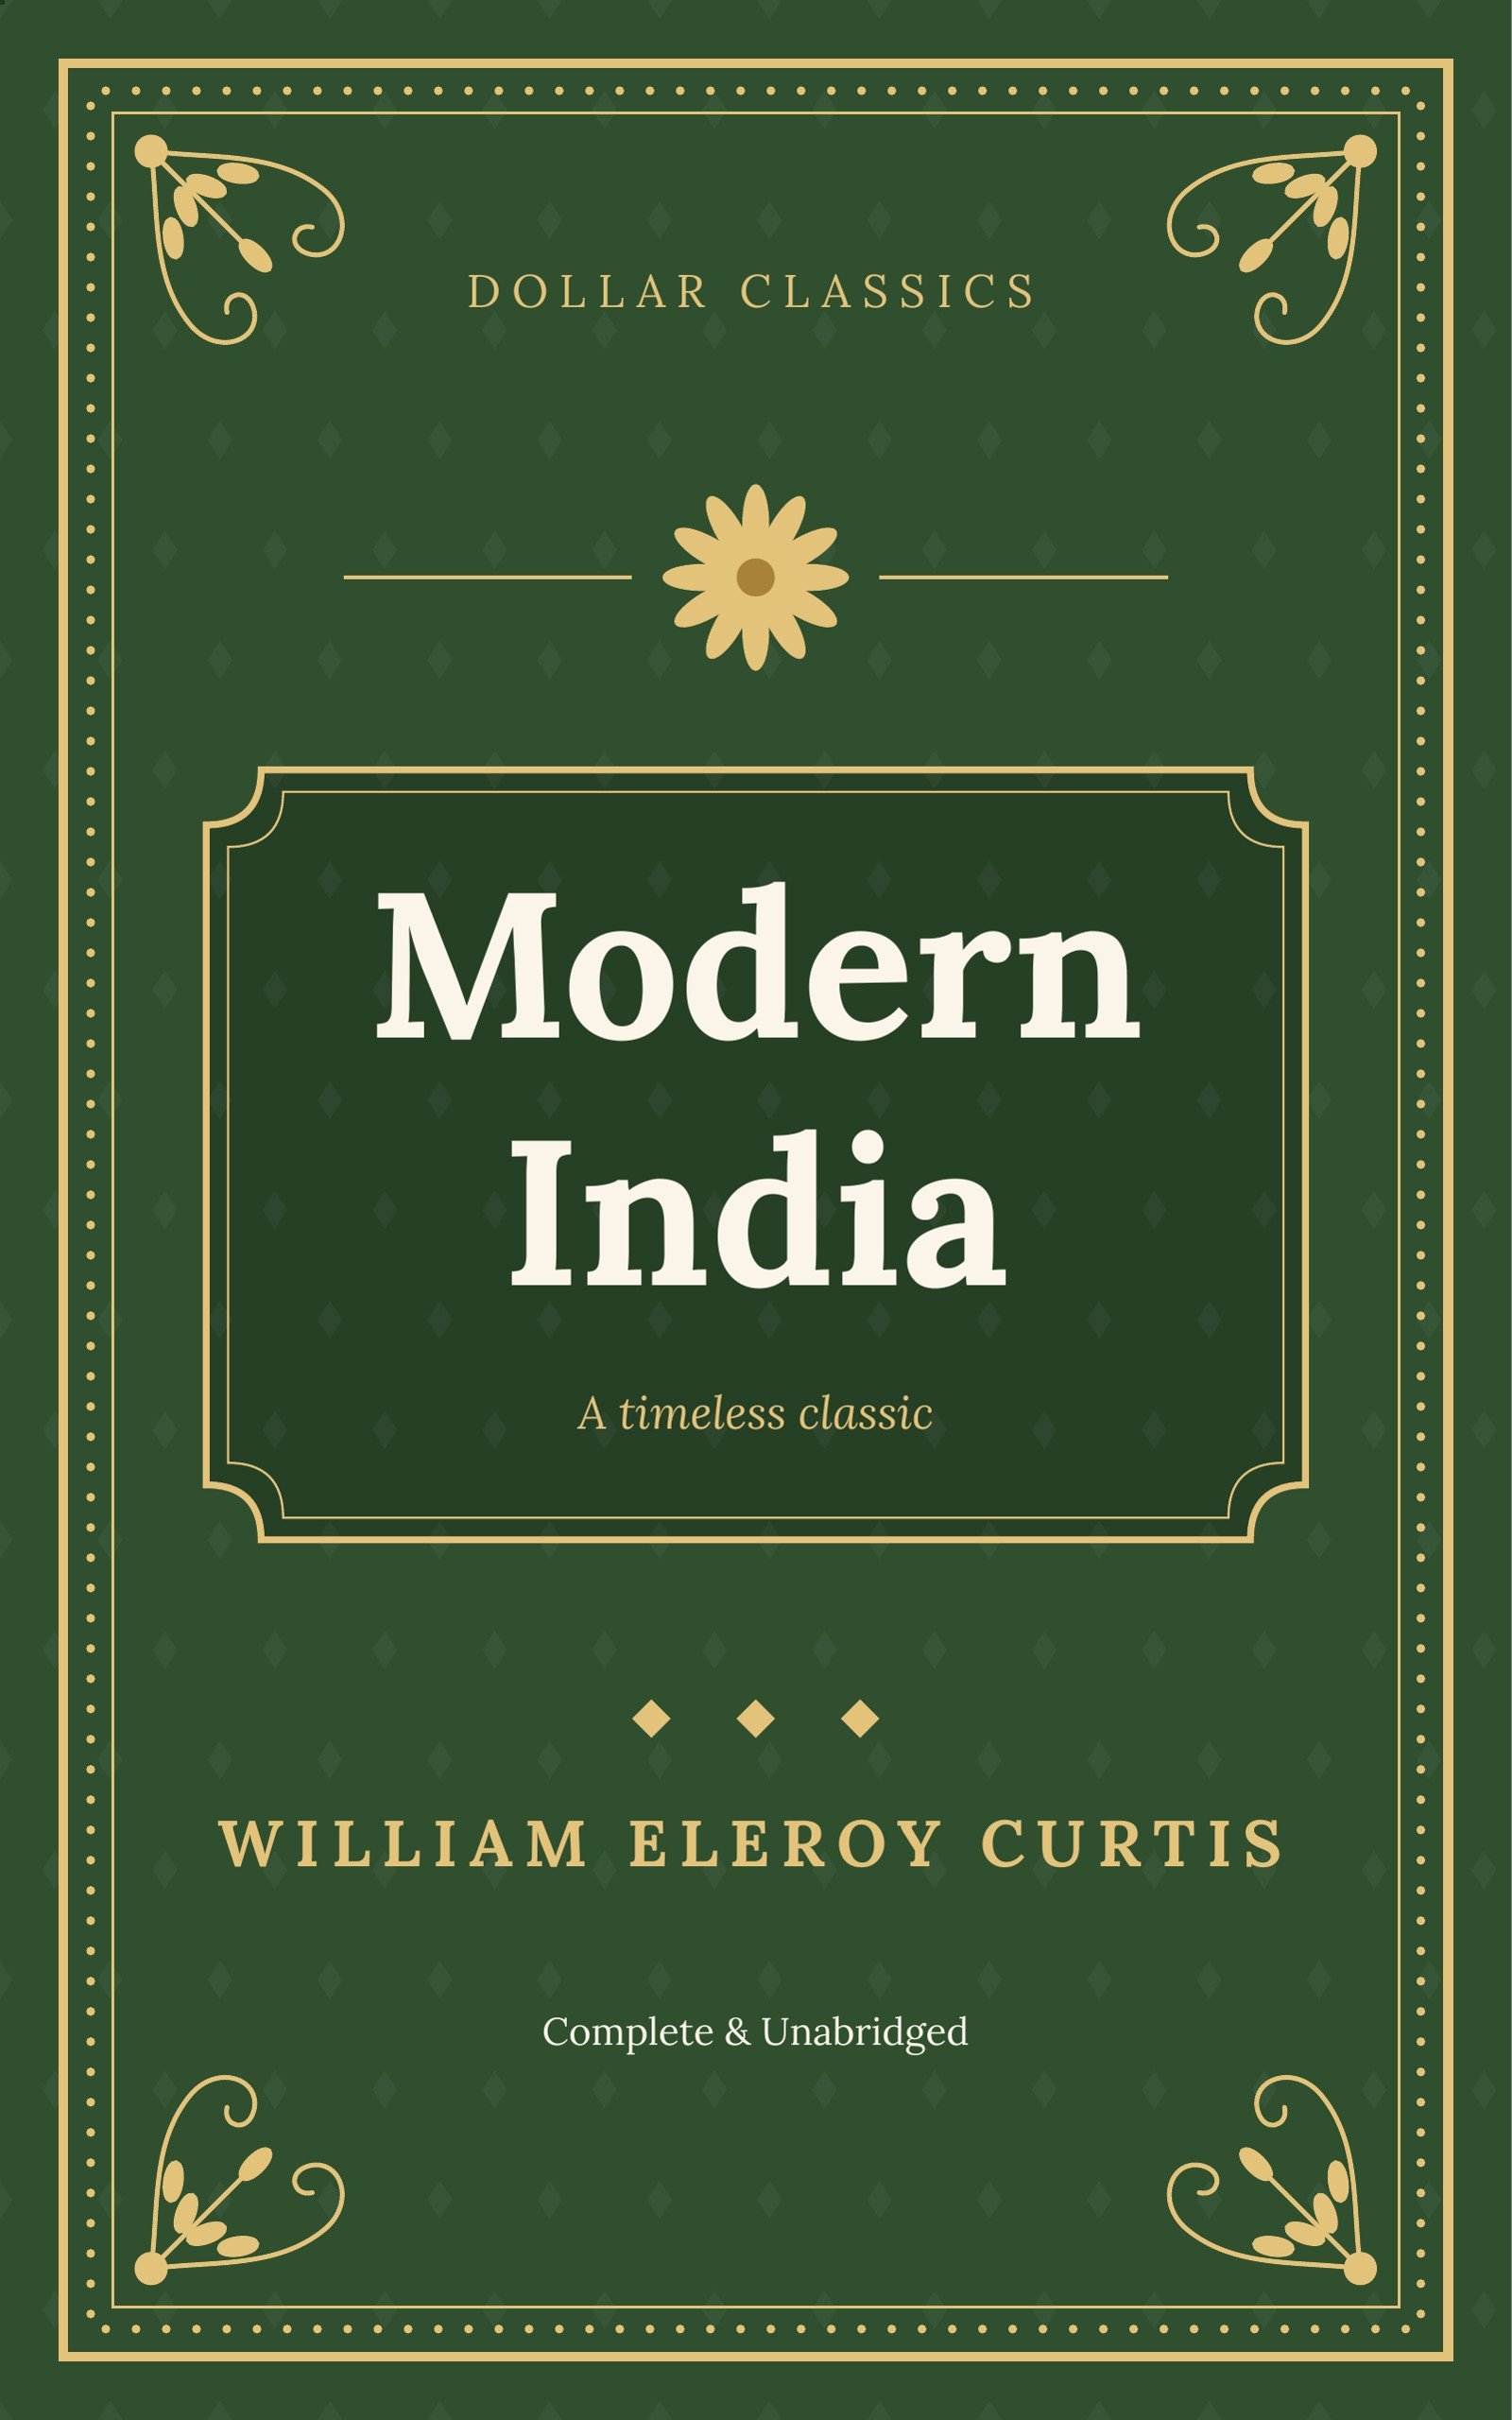 DOLLAR CLASSICS
Modern
India
A timeless classic
WILLIAM ELEROY CURTIS
Complete & Unabridged